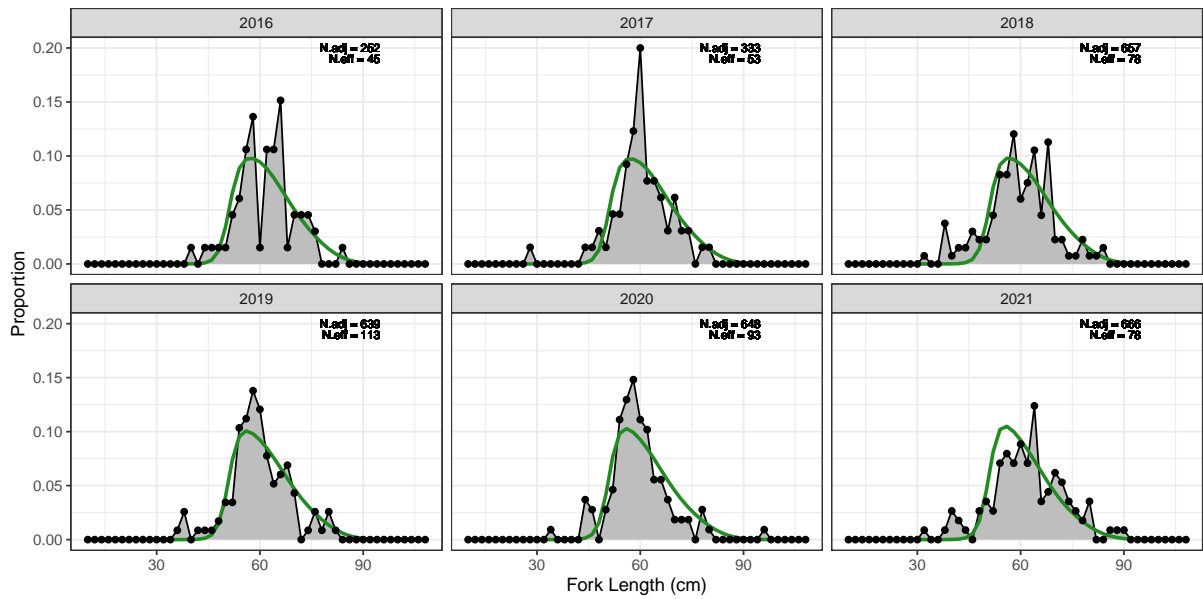 2016 2017 2018
N.adj = 252 N.adj = 333 N.adj = 657
N.eff = 45 N.eff = 53 N.eff = 78
0.20
0.15
0.10
0.05
0.00
Proportion
2019 2020 2021
N.adj = 639 N.adj = 648 N.adj = 666
N.eff = 113 N.eff = 93 N.eff = 78
0.20
0.15
0.10
0.05
0.00
30 60 90 30 60 90 30 60 90
Fork Length (cm)